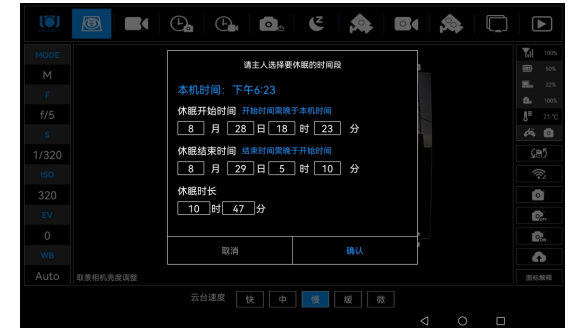 请主人选择要休眠的时间段
本机时间: 下午6:23
休眠开始时间 开始时间需晚于本机时间
8 月 28 日 18 时 23 分
休眠结束时间 结束时间需晚于开始时间
8 月 29 日 5 时 10 分
休眠时长
10 时 47 分
取消 确认
MODE
M
F
f/5
S
1/320
ISO
320
EV
0
WB
Auto
取景相机亮度调整
云台速度 快 中 慢 缓 微
100%
50%
22%
100%
71 ℃
5
OFF
ON
图标解释